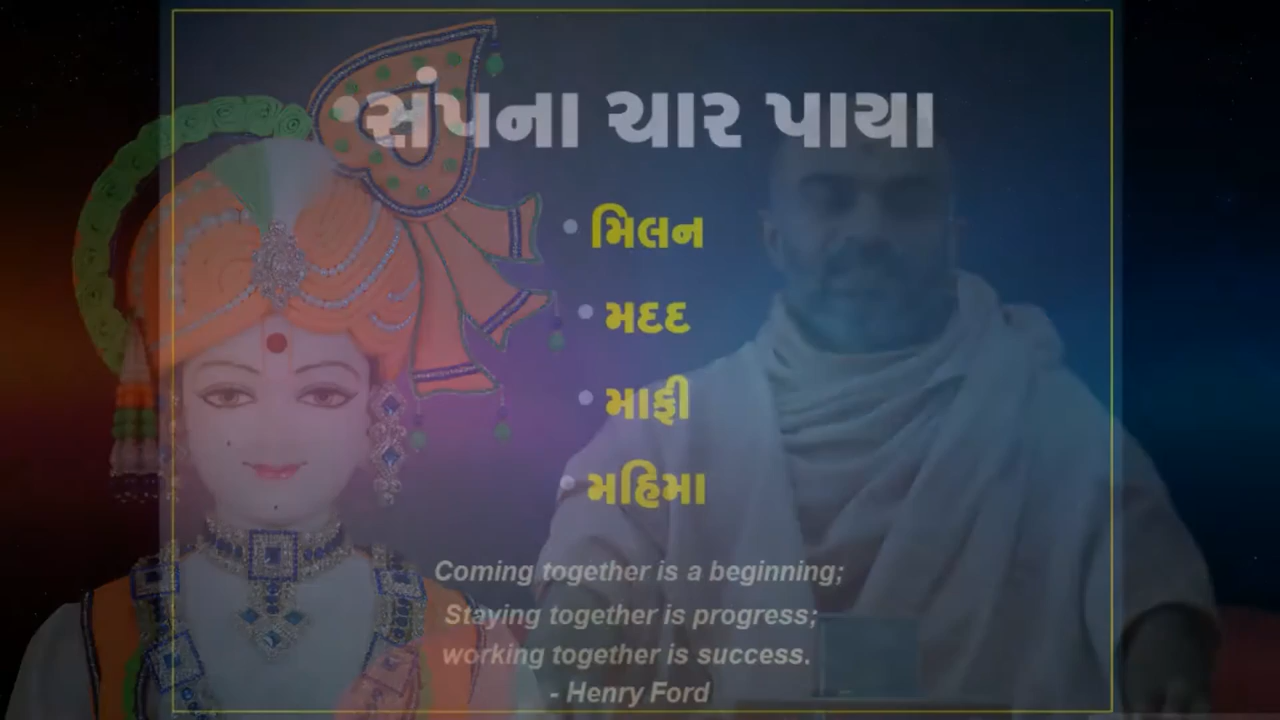 • સંપના ચાર પાયા
• મિલન
• મદદ
• માફી
• મહિમા
Coming together is a beginning;
Staying together is progress;
working together is success.
- Henry Ford